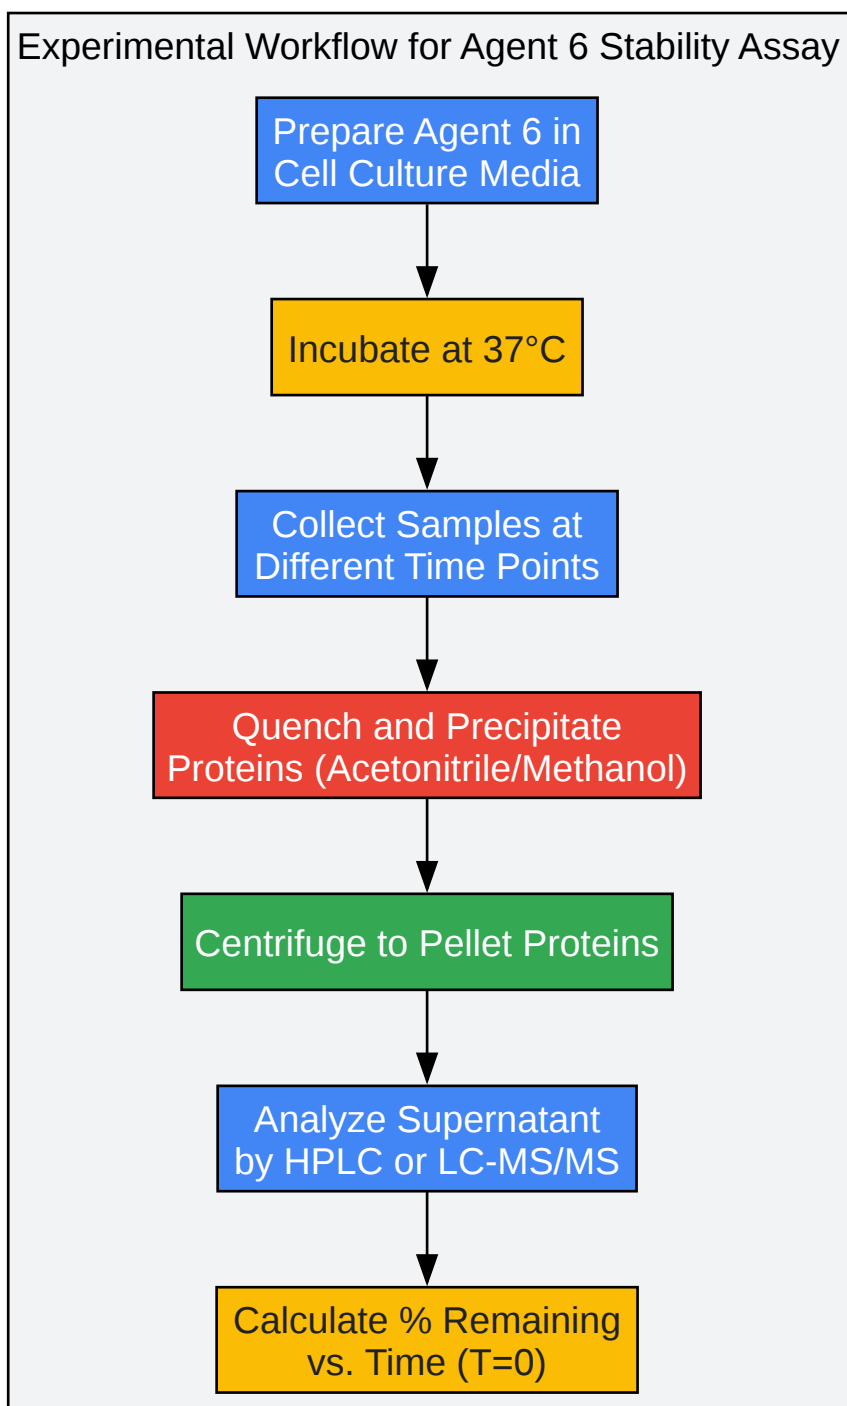 Experimental Workflow for Agent 6 Stability Assay
Prepare Agent 6 in
Cell Culture Media
Incubate at 37°C
Collect Samples at
Different Time Points
Quench and Precipitate
Proteins (Acetonitrile/Methanol)
Centrifuge to Pellet Proteins
Analyze Supernatant
by HPLC or LC-MS/MS
Calculate % Remaining
vs. Time (T=0)